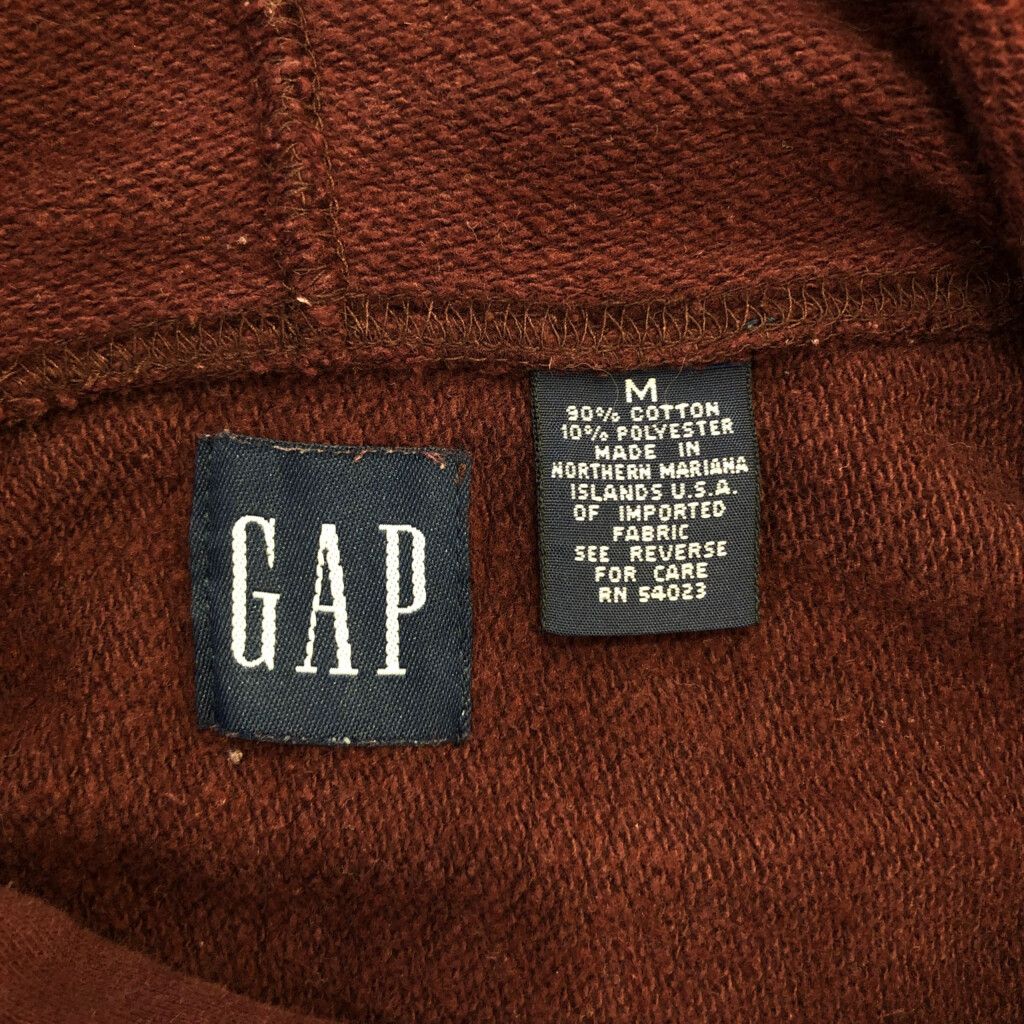 GAP
M
90% COTTON
10% POLYESTER
MADE IN
NORTHERN MARIANA
ISLANDS U.S.A.
OF IMPORTED
FABRIC
SEE REVERSE
FOR CARE
RN 54023